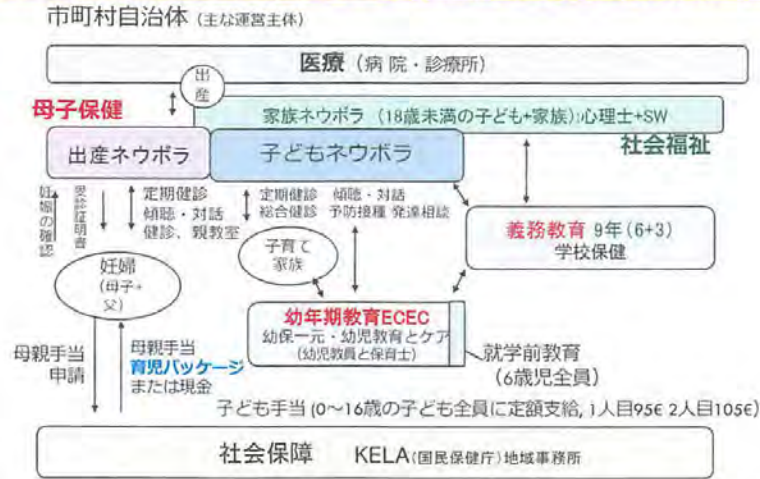 市町村自治体 (主な運営主体)
医療 (病院・診療所)
出
産
母子保健
家族ネウボラ (18歳未満の子ども+家族):心理士+SW
社会福祉
出産ネウボラ
子どもネウボラ
妊娠の確認
受診証明書
定期健診
傾聴・対話
健診、親教室
定期健診 傾聴・対話
総合健診 予防接種 発達相談
義務教育 9年(6+3)
学校保健
子育て
家族
妊婦
(母子+
父)
幼年期教育ECEC
幼保一元・幼児教育とケア
(幼児教員と保育士)
就学前教育
(6歳児全員)
母親手当
申請
母親手当
育児パッケージ
または現金
子ども手当 (0〜16歳の子ども全員に定額支給, 1人目95€ 2人目105€)
社会保障 KELA(国民保健庁)地域事務所